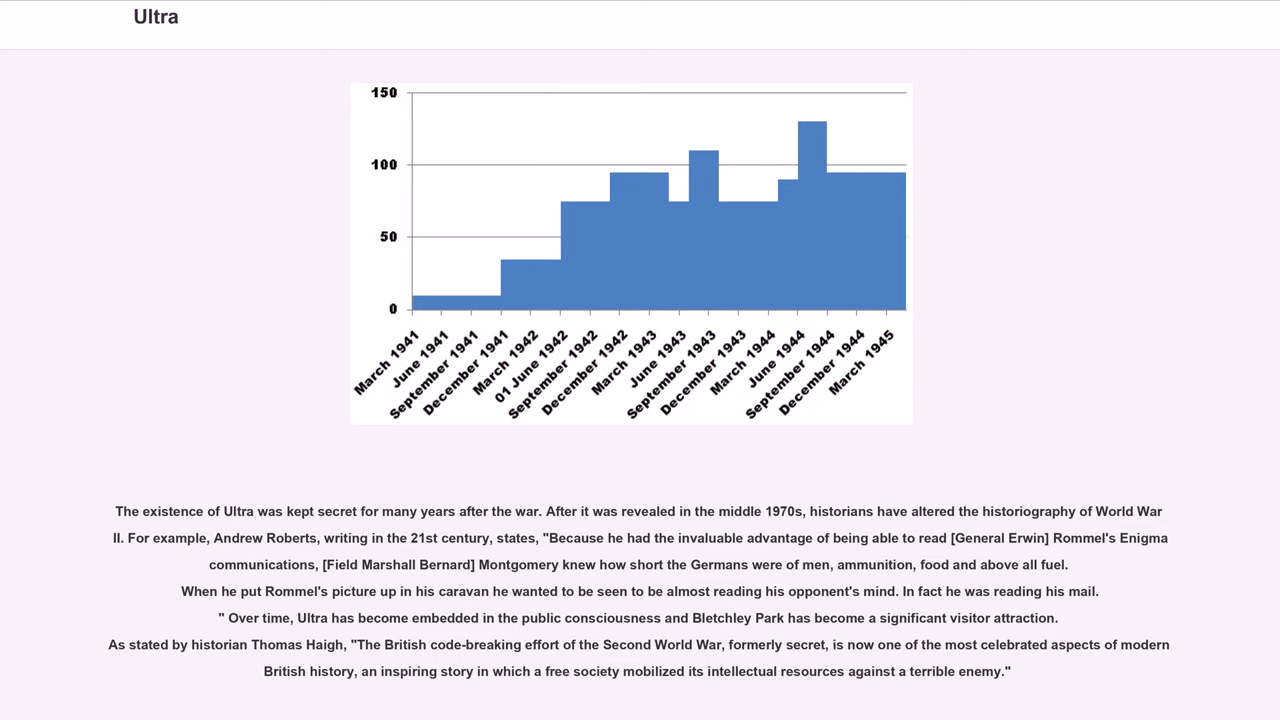 Ultra
150
100
50
0
March 1941
June 1941
September 1941
December 1941
March 1942
01 June 1942
September 1942
December 1942
March 1943
June 1943
September 1943
December 1943
March 1944
June 1944
September 1944
December 1944
March 1945
The existence of Ultra was kept secret for many years after the war. After it was revealed in the middle 1970s, historians have altered the historiography of World War
II. For example, Andrew Roberts, writing in the 21st century, states, "Because he had the invaluable advantage of being able to read [General Erwin] Rommel's Enigma
communications, [Field Marshall Bernard] Montgomery knew how short the Germans were of men, ammunition, food and above all fuel.
When he put Rommel's picture up in his caravan he wanted to be seen to be almost reading his opponent's mind. In fact he was reading his mail.
" Over time, Ultra has become embedded in the public consciousness and Bletchley Park has become a significant visitor attraction.
As stated by historian Thomas Haigh, "The British code-breaking effort of the Second World War, formerly secret, is now one of the most celebrated aspects of modern
British history, an inspiring story in which a free society mobilized its intellectual resources against a terrible enemy."